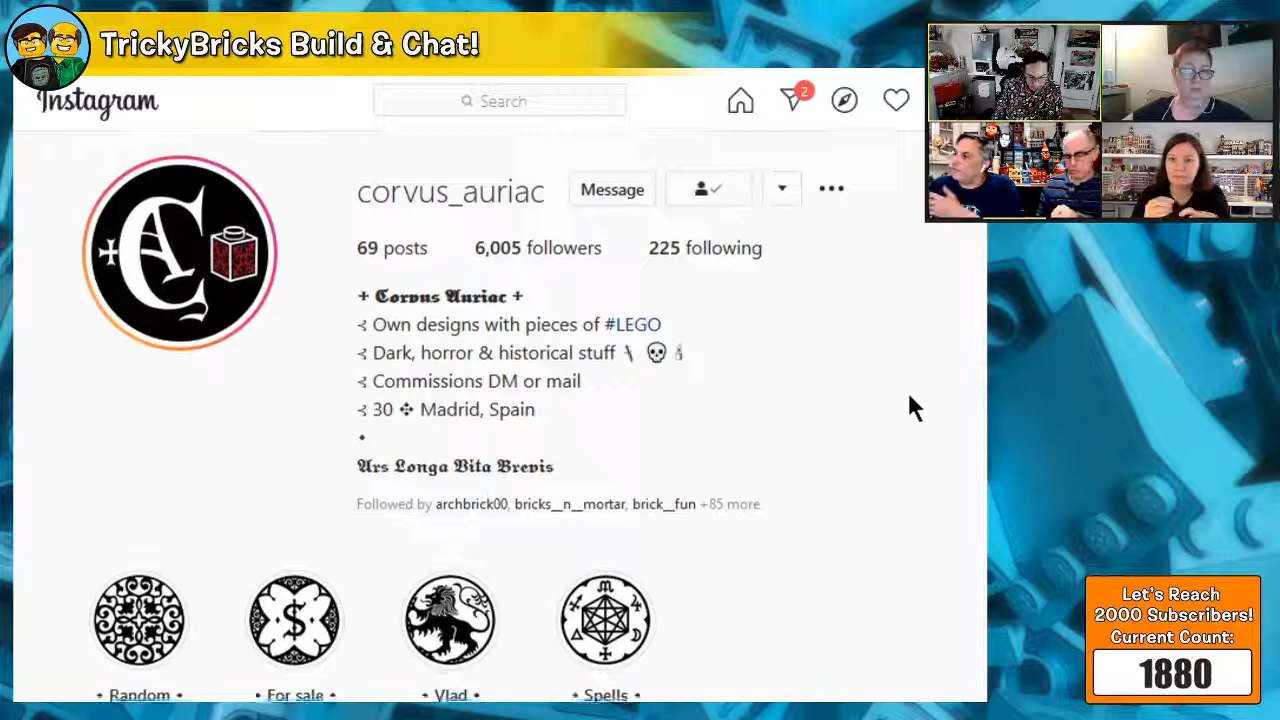 TrickyBricks Build & Chat!
Instagram
Search
2
corvus_auriac
Message
69 posts 6,005 followers 225 following
+ 𝕮𝖔𝖗𝖛𝖚𝖘 𝕬𝖚𝖗𝖎𝖆𝖈 +
⊰ Own designs with pieces of #LEGO
⊰ Dark, horror & historical stuff
⊰ Commissions DM or mail
⊰ 30 ✣ Madrid, Spain
•
𝕬𝖗𝖘 𝕷𝖔𝖓𝖌𝖆 𝖁𝖎𝖙𝖆 𝕭𝖗𝖊𝖛𝖎𝖘
Followed by archbrick00, bricks__n__mortar, brick__fun +85 more
• Random • • For sale • • Vlad • • Spells •
Let's Reach
2000 Subscribers!
Current Count:
1880